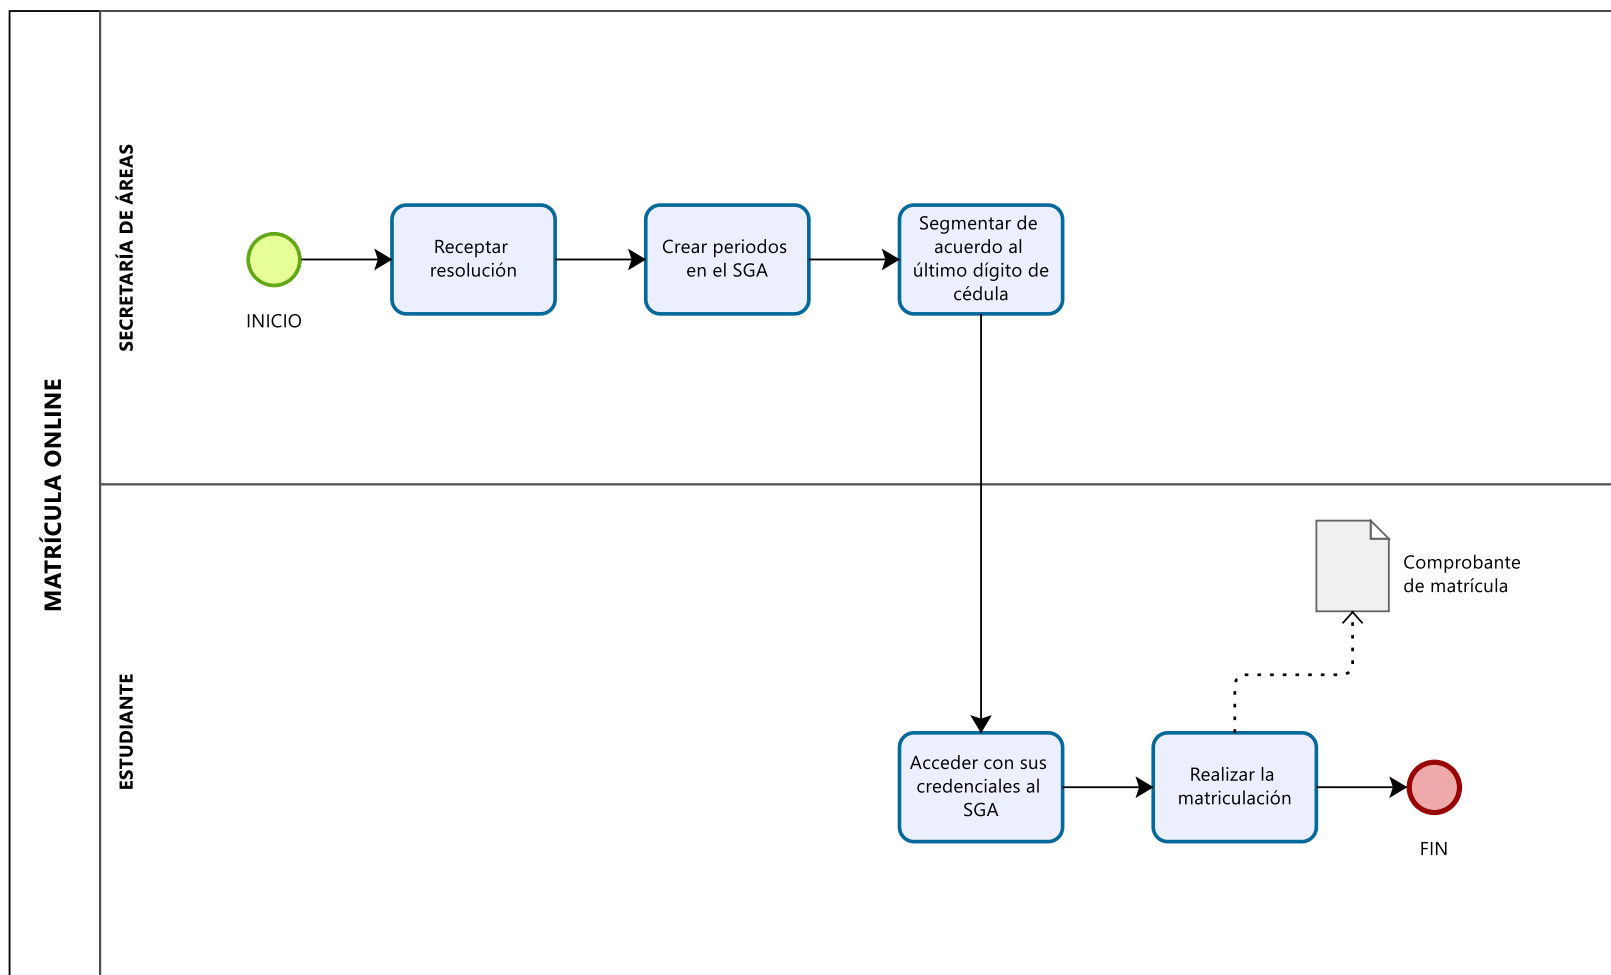 MATRÍCULA ONLINE
SECRETARÍA DE ÁREAS
INICIO
Receptar
resolución
Crear periodos
en el SGA
Segmentar de
acuerdo al
último dígito de
cédula
ESTUDIANTE
Acceder con sus
credenciales al
SGA
Realizar la
matriculación
Comprobante
de matrícula
FIN